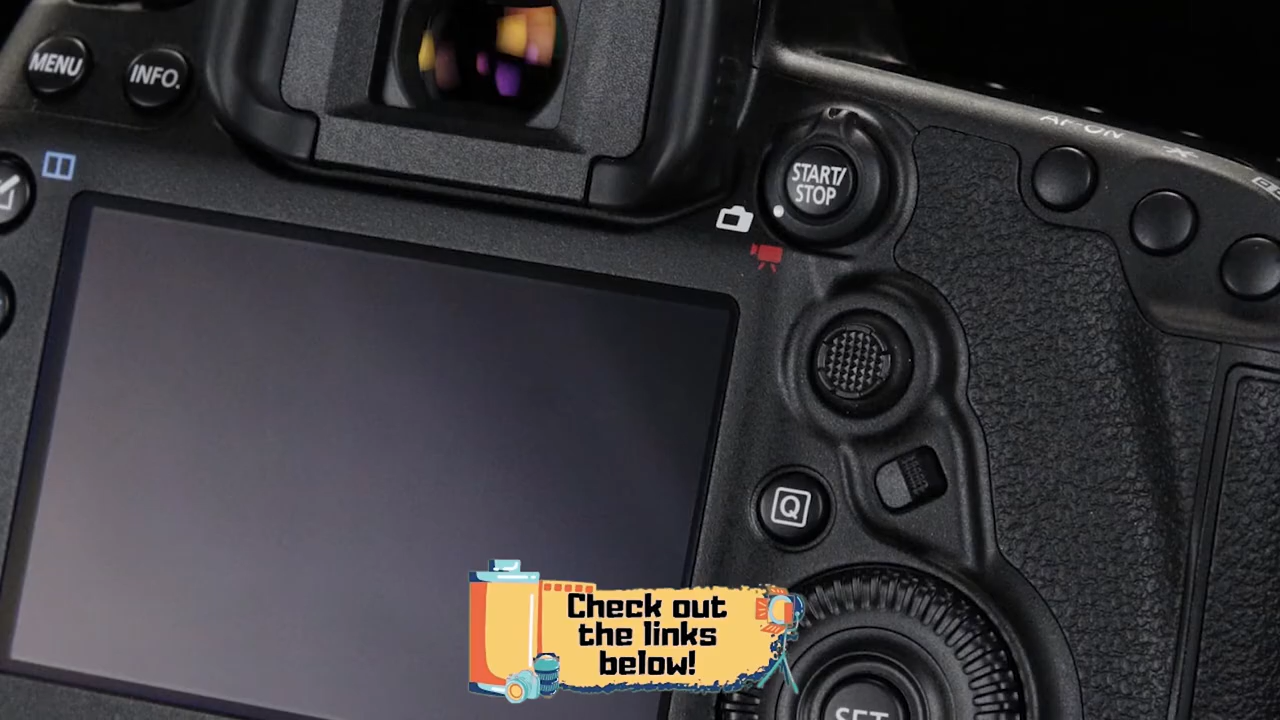 MENU
INFO.
AF-ON
START/
STOP
Q
Check out
the links
below!
SET